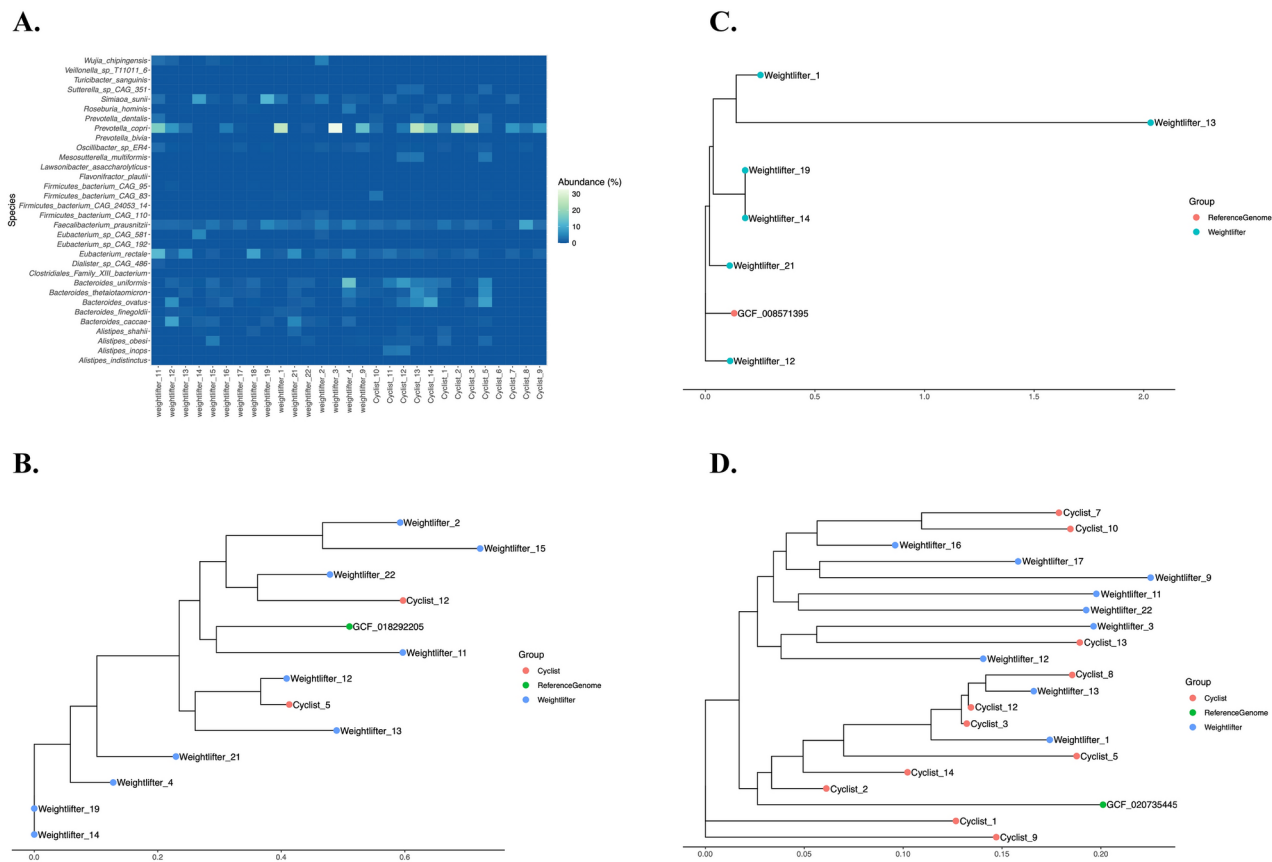 A.
Species
Wujia_chipingensis
Veillonella_sp_T11011_6
Turicibacter_sanguinis
Sutterella_sp_CAG_351
Simiaoa_sunii
Roseburia_hominis
Prevotella_dentalis
Prevotella_copri
Prevotella_bivia
Oscillibacter_sp_ER4
Mesosutterella_multiformis
Lawsonibacter_asaccharolyticus
Flavonifractor_plautii
Firmicutes_bacterium_CAG_95
Firmicutes_bacterium_CAG_83
Firmicutes_bacterium_CAG_24053_14
Firmicutes_bacterium_CAG_110
Faecalibacterium_prausnitzii
Eubacterium_sp_CAG_581
Eubacterium_sp_CAG_192
Eubacterium_rectale
Dialister_sp_CAG_486
Clostridiales_Family_XIII_bacterium
Bacteroides_uniformis
Bacteroides_thetaiotaomicron
Bacteroides_ovatus
Bacteroides_finegoldii
Bacteroides_caccae
Alistipes_shahii
Alistipes_obesi
Alistipes_inops
Alistipes_indistinctus
weightlifter_11
weightlifter_12
weightlifter_13
weightlifter_14
weightlifter_15
weightlifter_16
weightlifter_17
weightlifter_18
weightlifter_19
weightlifter_1
weightlifter_21
weightlifter_22
weightlifter_2
weightlifter_3
weightlifter_4
weightlifter_9
Cyclist_10
Cyclist_11
Cyclist_12
Cyclist_13
Cyclist_14
Cyclist_1
Cyclist_2
Cyclist_3
Cyclist_5
Cyclist_6
Cyclist_7
Cyclist_8
Cyclist_9
Abundance (%)
30
20
10
0
C.
Weightlifter_1
Weightlifter_13
Weightlifter_19
Weightlifter_14
Weightlifter_21
GCF_008571395
Weightlifter_12
0.0 0.5 1.0 1.5 2.0
Group
ReferenceGenome
Weightlifter
B.
Weightlifter_2
Weightlifter_15
Weightlifter_22
Cyclist_12
GCF_018292205
Weightlifter_11
Weightlifter_12
Cyclist_5
Weightlifter_13
Weightlifter_21
Weightlifter_4
Weightlifter_19
Weightlifter_14
0.0 0.2 0.4 0.6
Group
Cyclist
ReferenceGenome
Weightlifter
D.
Cyclist_7
Cyclist_10
Weightlifter_16
Weightlifter_17
Weightlifter_9
Weightlifter_11
Weightlifter_22
Weightlifter_3
Cyclist_13
Weightlifter_12
Cyclist_8
Weightlifter_13
Cyclist_12
Cyclist_3
Weightlifter_1
Cyclist_5
Cyclist_14
Cyclist_2
GCF_020735445
Cyclist_1
Cyclist_9
0.00 0.05 0.10 0.15 0.20
Group
Cyclist
ReferenceGenome
Weightlifter